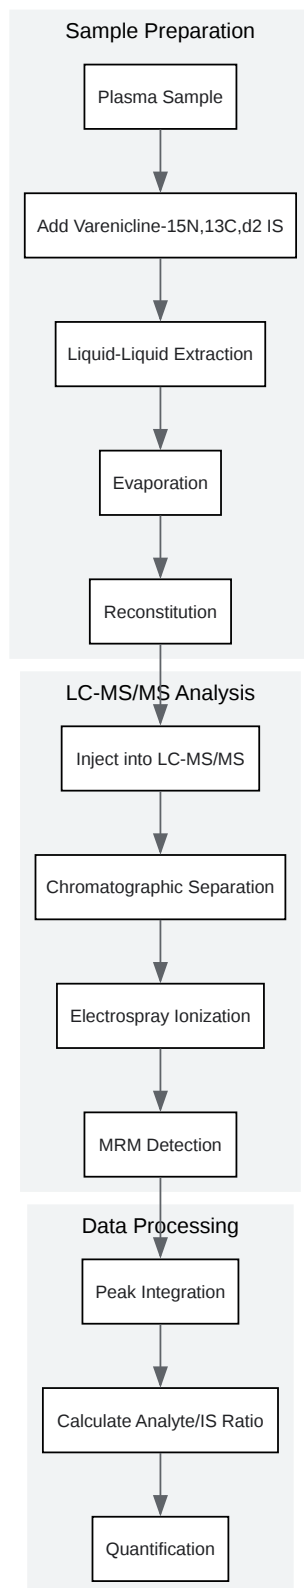 Sample Preparation
Plasma Sample
Add Varenicline-15N,13C,d2 IS
Liquid-Liquid Extraction
Evaporation
Reconstitution
LC-MS/MS Analysis
Inject into LC-MS/MS
Chromatographic Separation
Electrospray Ionization
MRM Detection
Data Processing
Peak Integration
Calculate Analyte/IS Ratio
Quantification